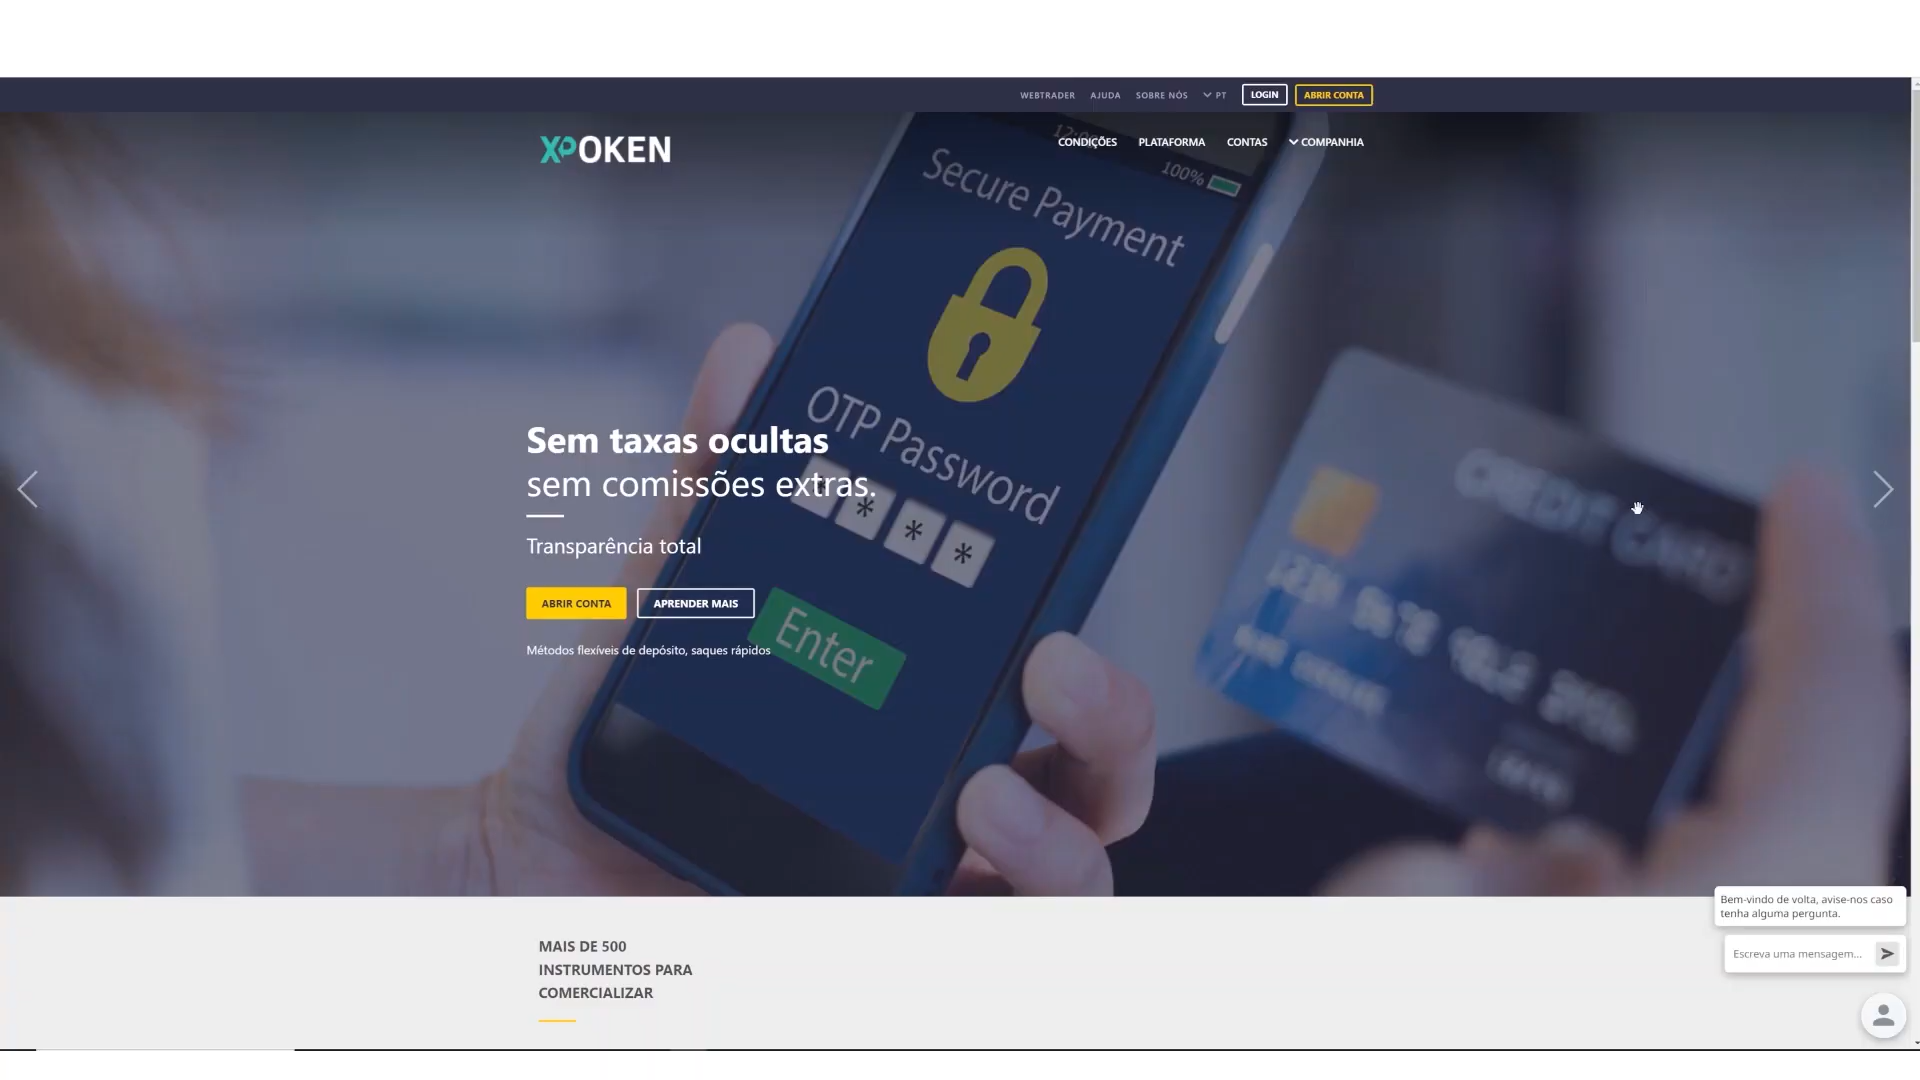 WEBTRADER AJUDA SOBRE NÓS PT LOGIN ABRIR CONTA
XPOKEN
CONDIÇÕES PLATAFORMA CONTAS COMPANHIA
100%
Secure Payment
OTP Password
* * *
Enter
CREDIT CARD
Sem taxas ocultas
sem comissões extras.
Transparência total
ABRIR CONTA APRENDER MAIS
Métodos flexíveis de depósito, saques rápidos
MAIS DE 500
INSTRUMENTOS PARA
COMERCIALIZAR
Bem-vindo de volta, avise-nos caso
tenha alguma pergunta.
Escreva uma mensagem...